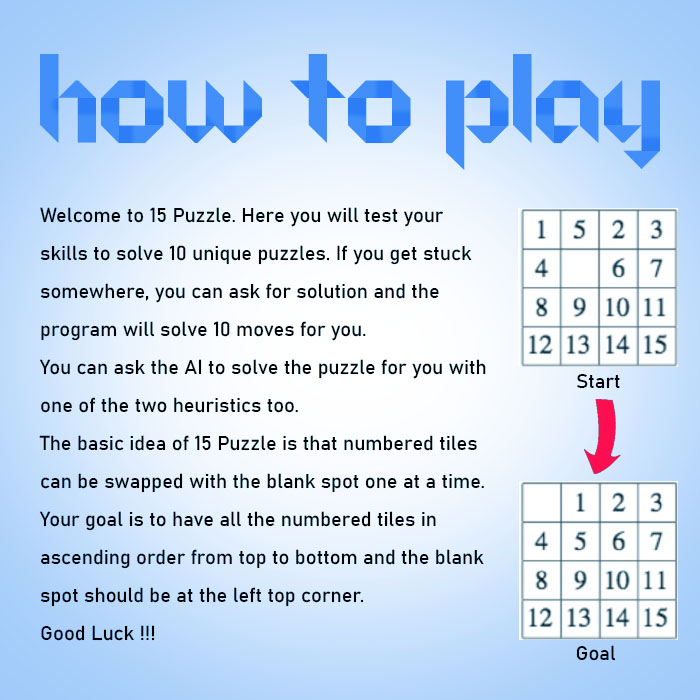 how to play
Welcome to 15 Puzzle. Here you will test your
skills to solve 10 unique puzzles. If you get stuck
somewhere, you can ask for solution and the
program will solve 10 moves for you.
You can ask the AI to solve the puzzle for you with
one of the two heuristics too.
The basic idea of 15 Puzzle is that numbered tiles
can be swapped with the blank spot one at a time.
Your goal is to have all the numbered tiles in
ascending order from top to bottom and the blank
spot should be at the left top corner.
Good Luck !!!
1 5 2 3
4 6 7
8 9 10 11
12 13 14 15
Start
1 2 3
4 5 6 7
8 9 10 11
12 13 14 15
Goal